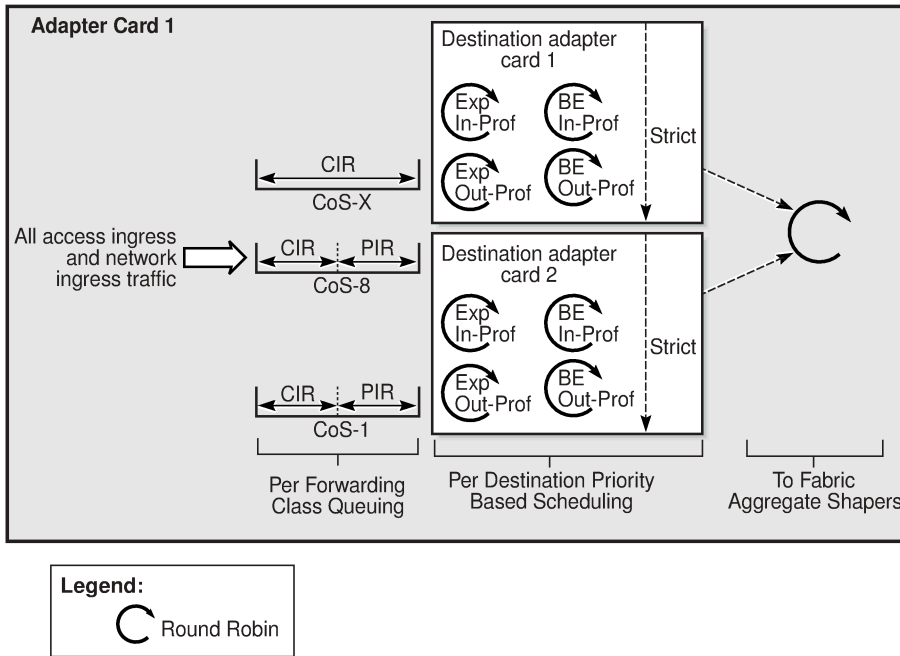 Adapter Card 1
Destination adapter
card 1
Exp
In-Prof
BE
In-Prof
Exp
Out-Prof
BE
Out-Prof
Strict
CIR
CoS-X
All access ingress
and network
ingress traffic
CIR
PIR
CoS-8
Destination adapter
card 2
Exp
In-Prof
BE
In-Prof
Exp
Out-Prof
BE
Out-Prof
Strict
CIR
PIR
CoS-1
Per Forwarding
Class Queuing
Per Destination Priority
Based Scheduling
To Fabric
Aggregate Shapers
Legend:
Round Robin